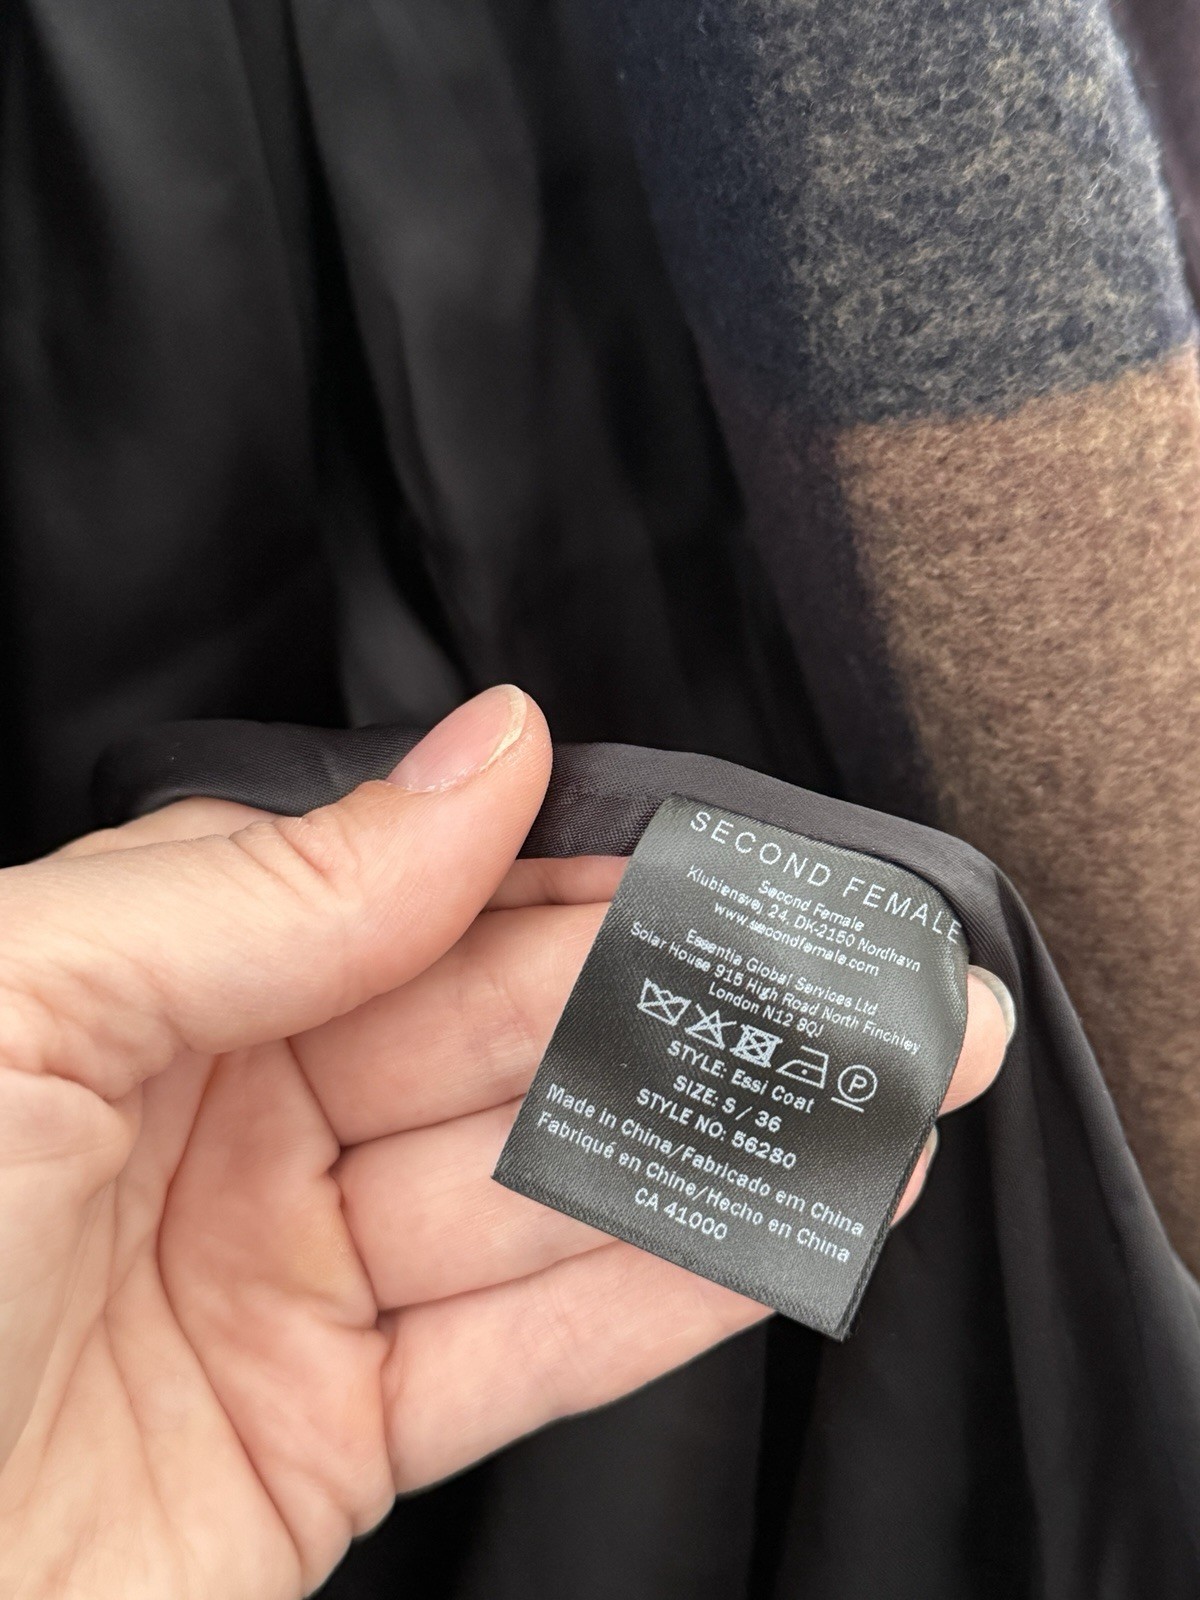 SECOND FEMALE
Second Female
Klubiensvej 24, DK-2150 Nordhavn
www.secondfemale.com
Essentia Global Services Ltd
Solar House 915 High Road North Finchley
London N12 8QJ
P
STYLE: Essi Coat
SIZE: S / 36
STYLE NO: 56280
Made in China/Fabricado em China
Fabriqué en Chine/Hecho en China
CA 41000